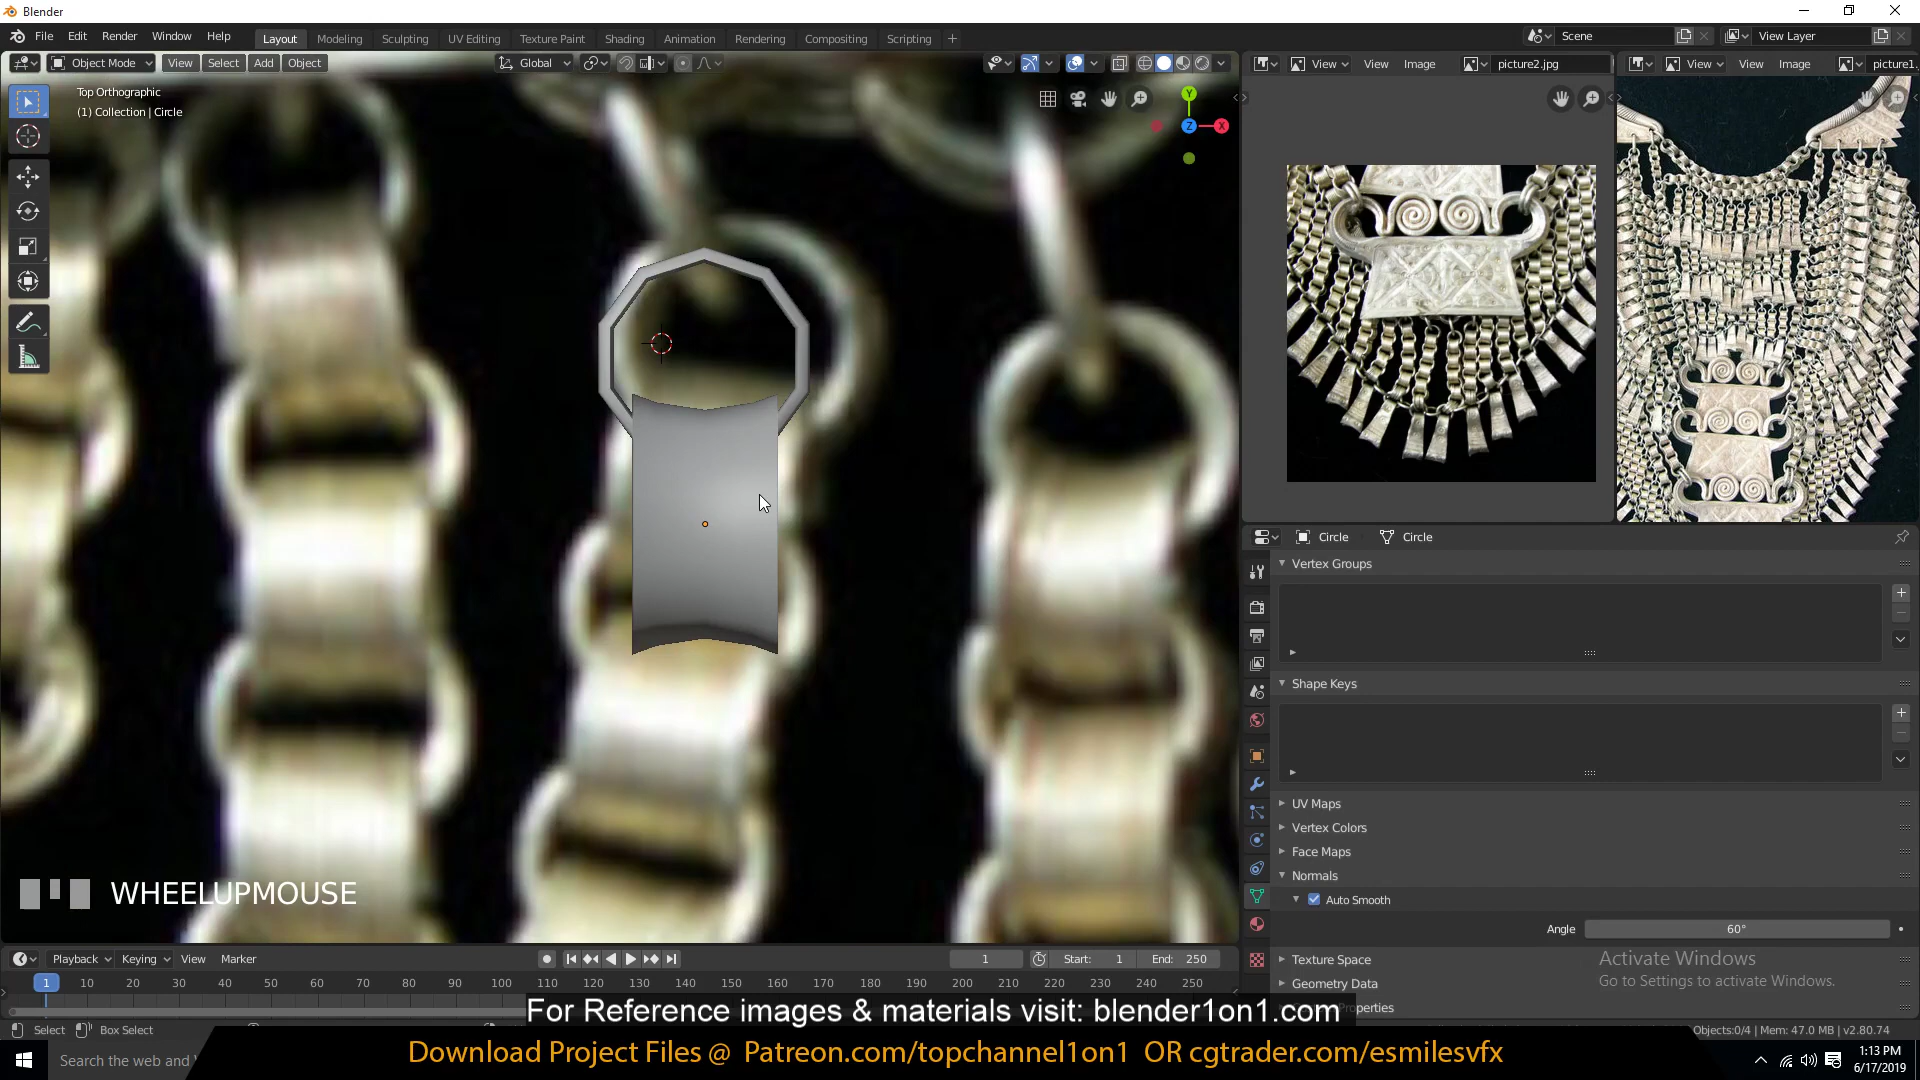 Blender
File Edit Render Window Help
Layout Modeling Sculpting UV Editing Texture Paint Shading Animation Rendering Compositing Scripting +
Scene View Layer
Object Mode View Select Add Object Global
View View Image picture2.jpg
View View Image picture1.
Top Orthographic
(1) Collection | Circle
Y
Z X
Circle Circle
Vertex Groups
Shape Keys
UV Maps
Vertex Colors
Face Maps
Normals
Auto Smooth
Angle 60°
Texture Space
Geometry Data
Properties
Activate Windows
Go to Settings to activate Windows.
WHEELUPMOUSE
Playback Keying View Marker 1 Start: 1 End: 250
1 10 20 30 40 50 60 70 80 90 100 110 120 130 140 150 160 170 180 190 200 210 220 230 240 250
For Reference images & materials visit: blender1on1.com
Select Box Select
Objects:0/4 | Mem: 47.0 MB | v2.80.74
Search the web and
Download Project Files @ Patreon.com/topchannel1on1 OR cgtrader.com/esmilesvfx
1:13 PM
6/17/2019